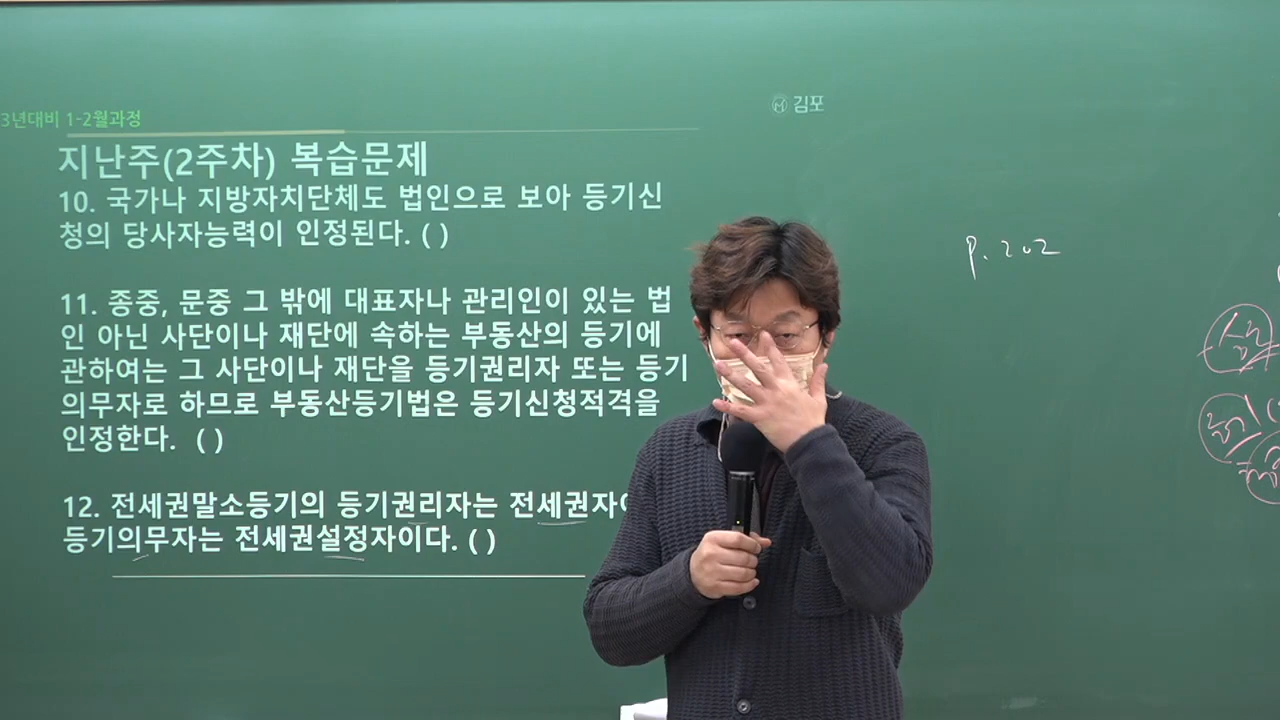 3년대비 1-2월과정
김포
지난주(2주차) 복습문제
10. 국가나 지방자치단체도 법인으로 보아 등기신
청의 당사자능력이 인정된다. ( )
11. 종중, 문중 그 밖에 대표자나 관리인이 있는 법
인 아닌 사단이나 재단에 속하는 부동산의 등기에
관하여는 그 사단이나 재단을 등기권리자 또는 등기
의무자로 하므로 부동산등기법은 등기신청적격을
인정한다. ( )
12. 전세권말소등기의 등기권리자는 전세권자
등기의무자는 전세권설정자이다. ( )
P. 202